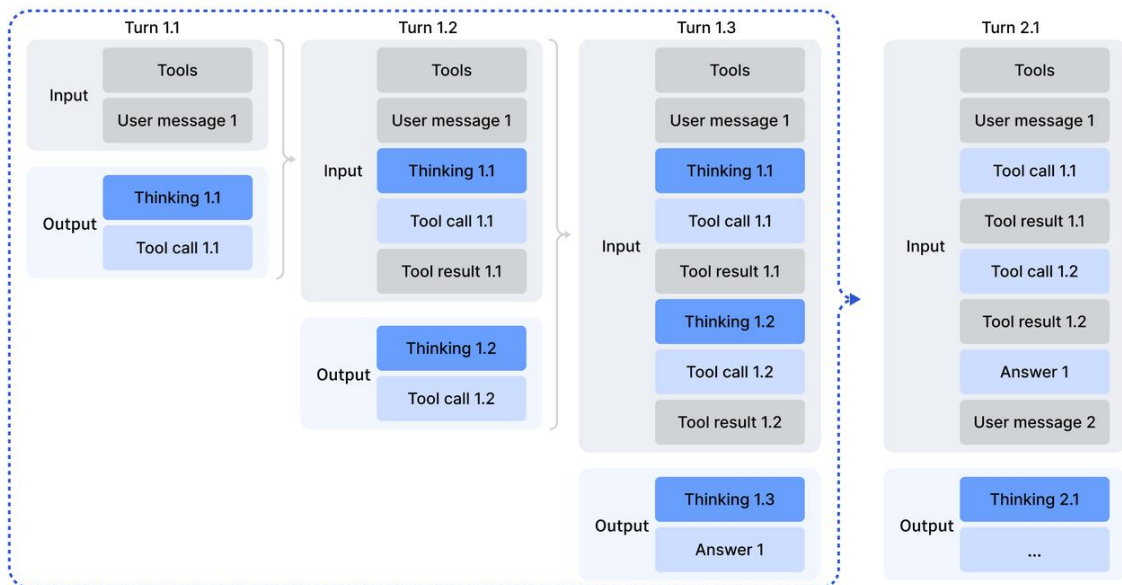 Turn 1.1
Input
Tools
User message 1
Output
Thinking 1.1
Tool call 1.1
Turn 1.2
Input
Tools
User message 1
Thinking 1.1
Tool call 1.1
Tool result 1.1
Output
Thinking 1.2
Tool call 1.2
Turn 1.3
Input
Tools
User message 1
Thinking 1.1
Tool call 1.1
Tool result 1.1
Thinking 1.2
Tool call 1.2
Tool result 1.2
Output
Thinking 1.3
Answer 1
Turn 2.1
Input
Tools
User message 1
Tool call 1.1
Tool result 1.1
Tool call 1.2
Tool result 1.2
Answer 1
User message 2
Output
Thinking 2.1
...